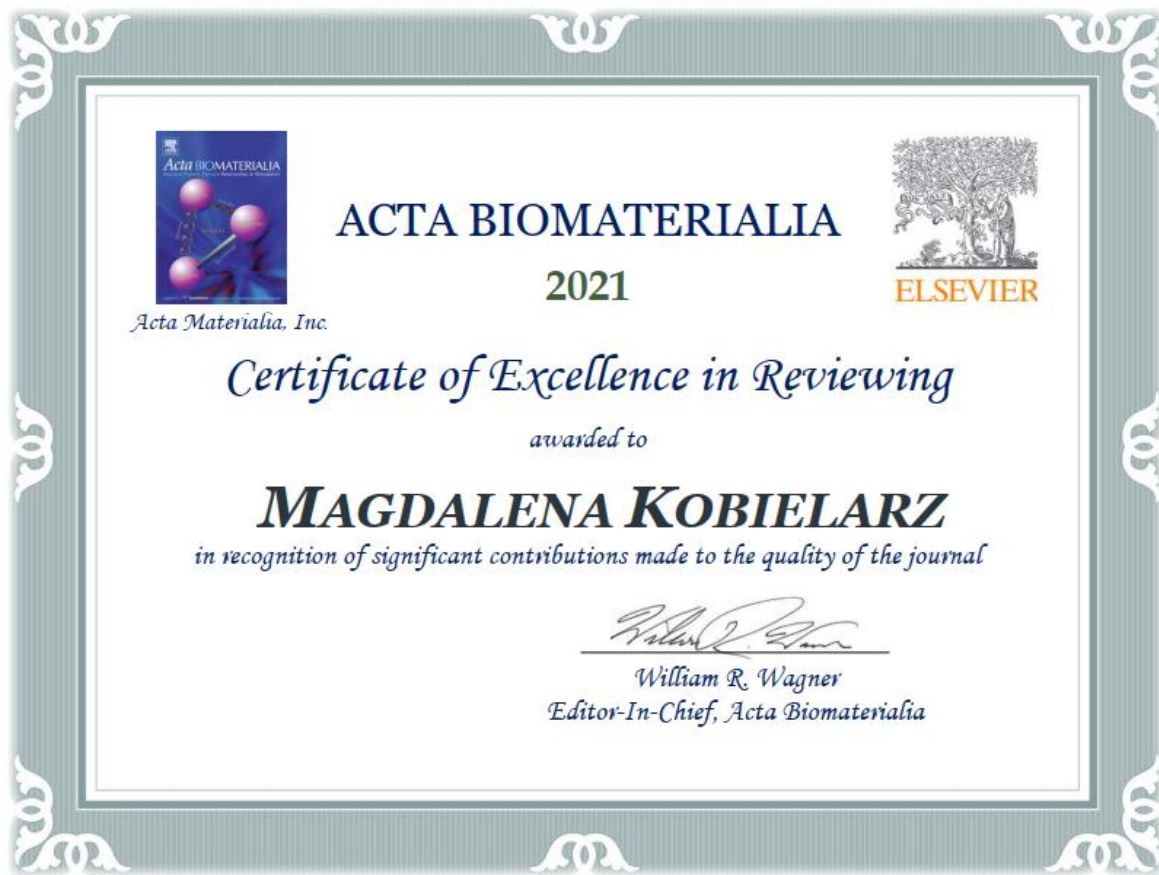 Acta BIOMATERIALIA
Acta Materialia, Inc.
ACTA BIOMATERIALIA
2021
ELSEVIER
Certificate of Excellence in Reviewing
awarded to
MAGDALENA KOBIELARZ
in recognition of significant contributions made to the quality of the journal
William R. Wagner
Editor-In-Chief, Acta Biomaterialia